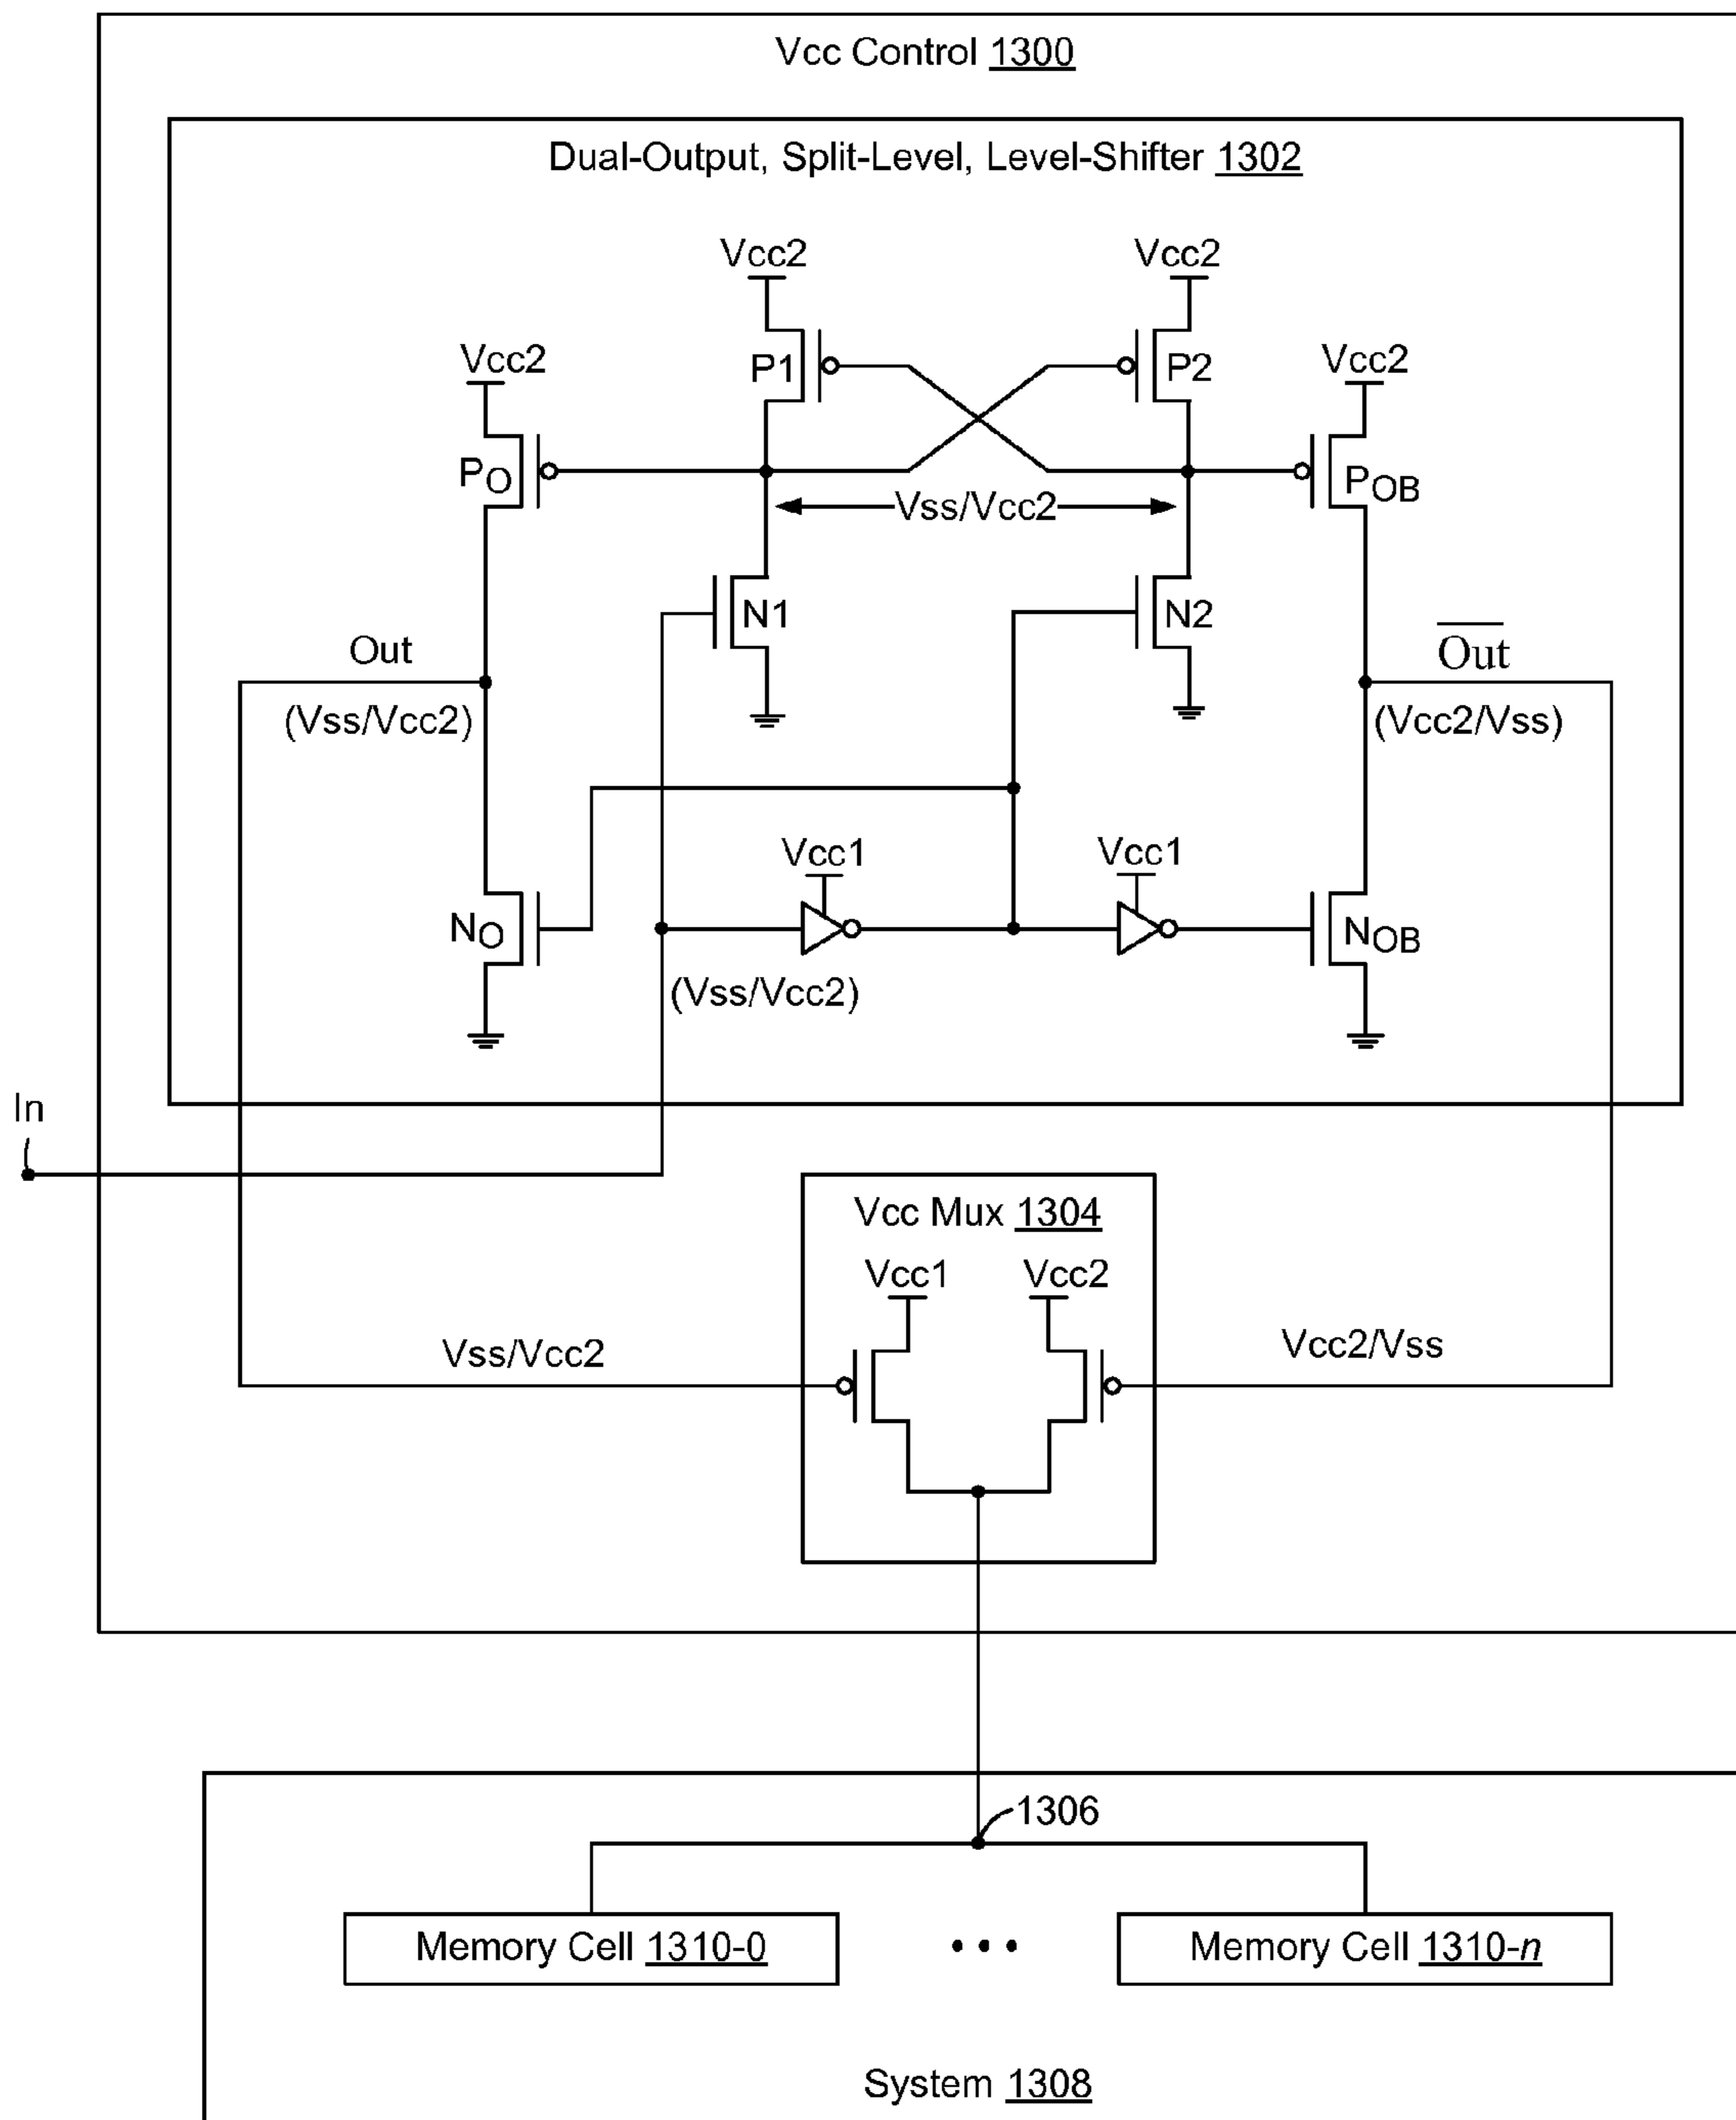 Vcc Control 1300
Dual-Output, Split-Level, Level-Shifter 1302
Vcc2
Vcc2
Vcc2
P1
P2
Vcc2
PO
POB
Vss/Vcc2
N1
N2
Out
Out
(Vss/Vcc2)
(Vcc2/Vss)
Vcc1
Vcc1
NO
NOB
(Vss/Vcc2)
In
Vcc Mux 1304
Vcc1
Vcc2
Vss/Vcc2
Vcc2/Vss
1306
Memory Cell 1310-0
• • •
Memory Cell 1310-n
System 1308